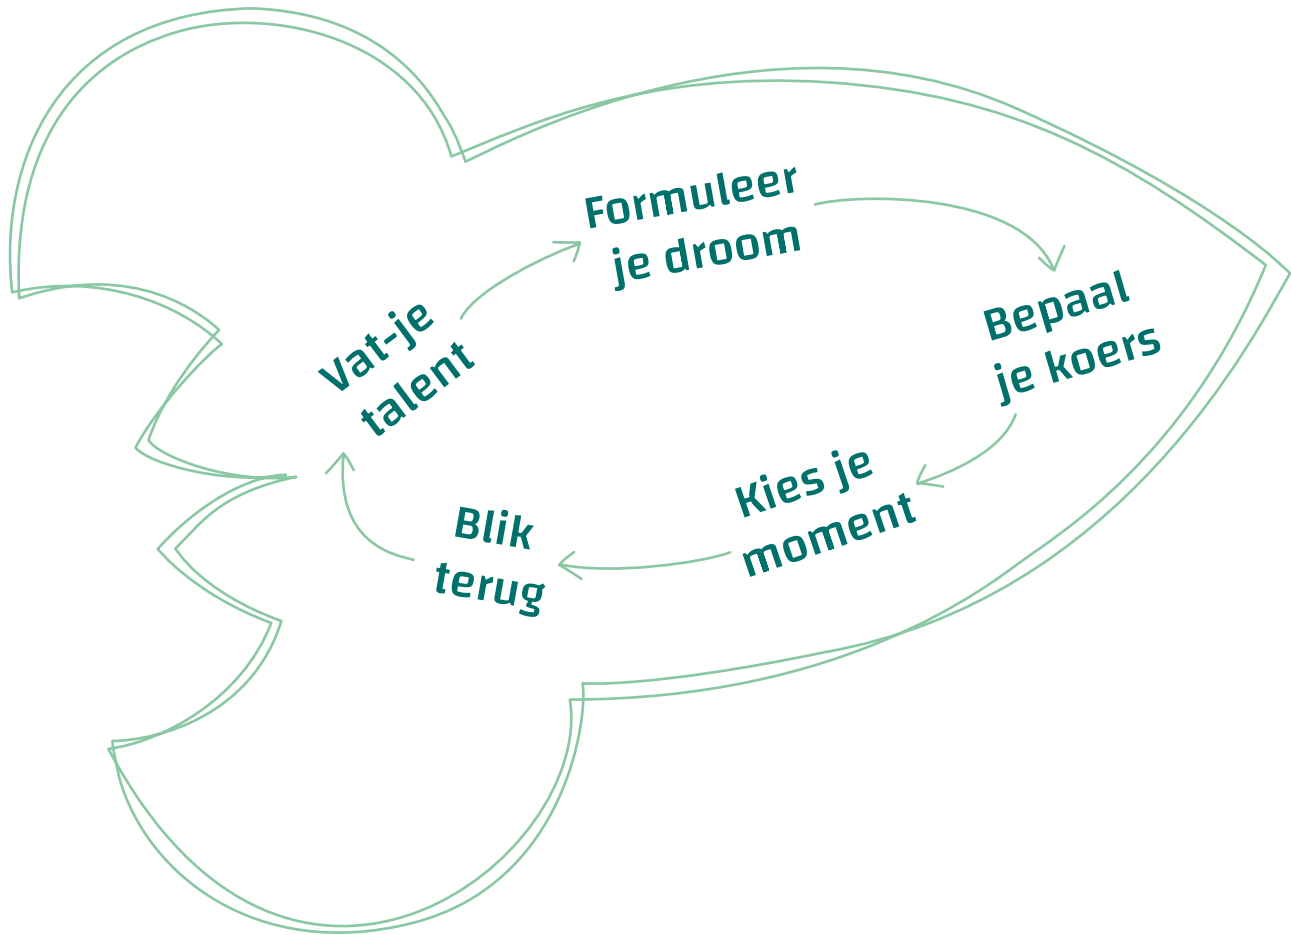 Formuleer
je droom
Bepaal
je koers
Kies je
moment
Blik
terug
Vat-je
talent